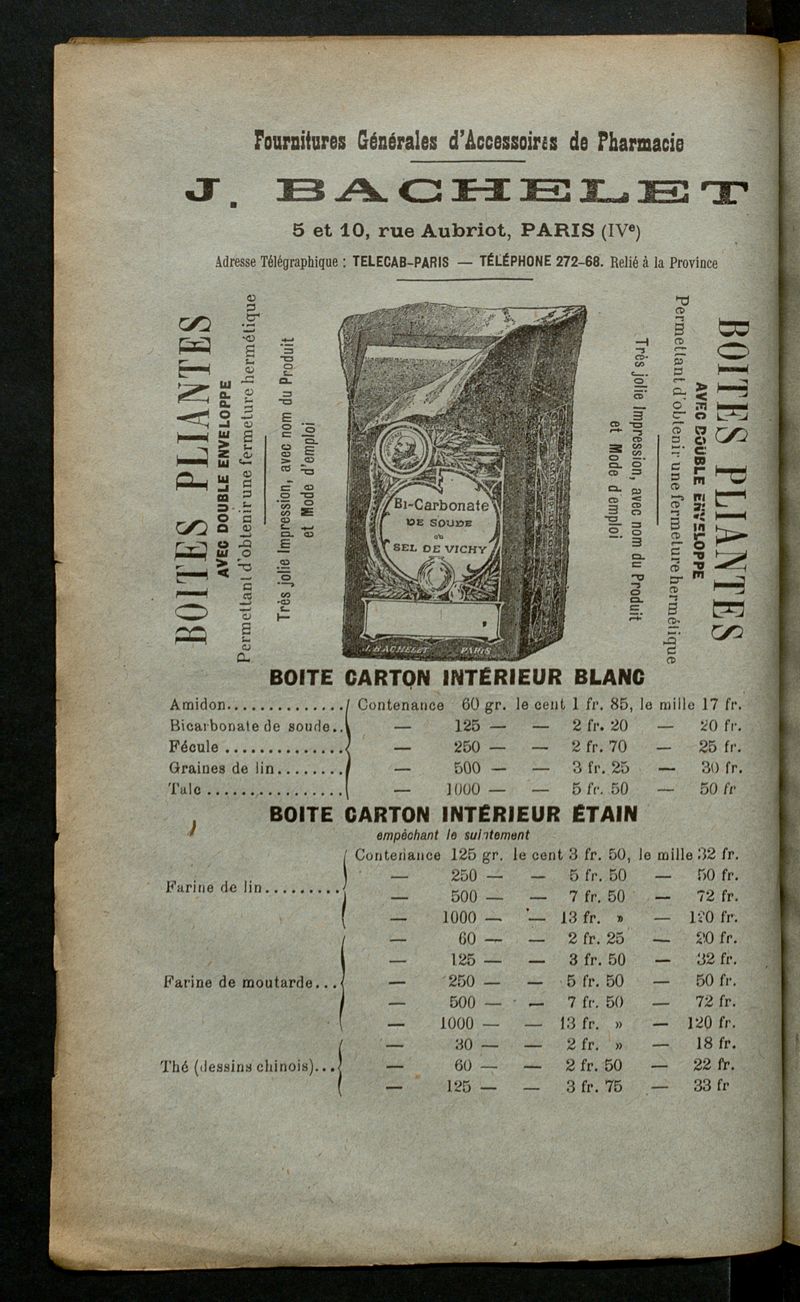 Fournitures Générales d'Accessoires de Pharmacie
J. BACHELET
5 et 10, rue Aubriot, PARIS (IVe)
Adresse Télégraphique : TELECAB-PARIS — TÉLÉPHONE 272-68. Relié à la Province
BOITES PLIANTES
AVEC DOUBLE ENVELOPPE
Permettant d'obtenir une fermeture hermétique
Très jolie Impression, avec nom du Produit
et Mode d'emploi
Bi-Carbonate
DE SOUDE
ou
SEL DE VICHY
J. BACHELET PARIS
Très jolie Impression, avec nom du Produit
et Mode d'emploi
Permettant d'obtenir une fermeture hermétique
AVEC DOUBLE ENVELOPPE
BOITES PLIANTES
BOITE CARTON INTÉRIEUR BLANC
Amidon.............. Contenance 60 gr. le cent 1 fr. 85, le mille 17 fr.
Bicarbonate de soude.. — 125 — — 2 fr. 20 — 20 fr.
Fécule .............. — 250 — — 2 fr. 70 — 25 fr.
Graines de lin........ — 500 — — 3 fr. 25 — 30 fr.
Talc ................ — 1000 — — 5 fr. 50 — 50 fr
BOITE CARTON INTÉRIEUR ÉTAIN
empêchant le suintement
Contenance 125 gr. le cent 3 fr. 50, le mille 32 fr.
— 250 — — 5 fr. 50 — 50 fr.
Farine de lin.......... — 500 — — 7 fr. 50 — 72 fr.
— 1000 — — 13 fr. » — 120 fr.
— 60 — — 2 fr. 25 — 20 fr.
— 125 — — 3 fr. 50 — 32 fr.
Farine de moutarde... — 250 — — 5 fr. 50 — 50 fr.
— 500 — — 7 fr. 50 — 72 fr.
— 1000 — — 13 fr. » — 120 fr.
— 30 — — 2 fr. » — 18 fr.
Thé (dessins chinois)... — 60 — — 2 fr. 50 — 22 fr.
— 125 — — 3 fr. 75 — 33 fr